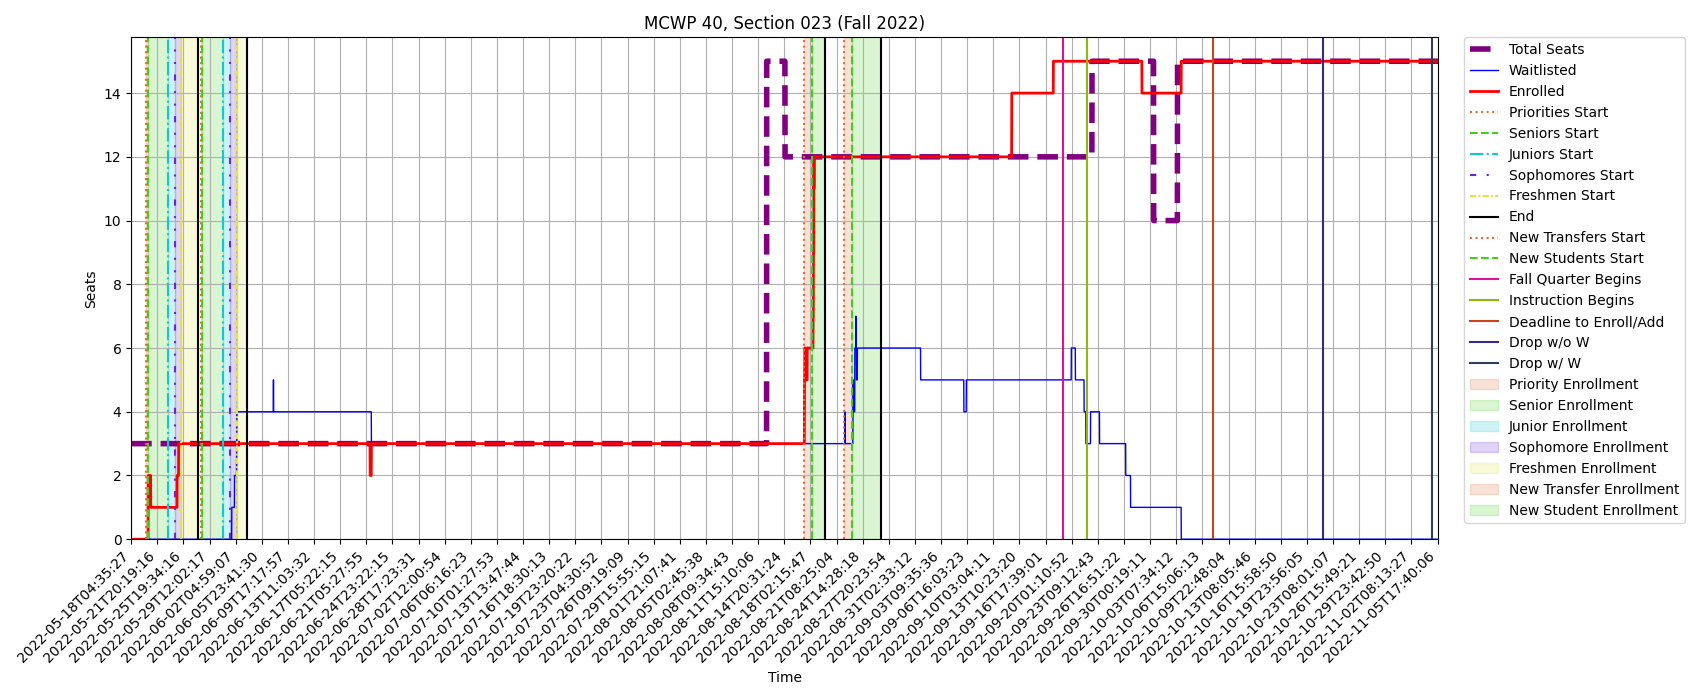 MCWP 40, Section 023 (Fall 2022)
Seats
14
12
10
8
6
4
2
0
2022-05-18T04:35:27
2022-05-21T20:19:16
2022-05-25T19:34:16
2022-05-29T12:02:17
2022-06-02T04:59:07
2022-06-05T23:41:30
2022-06-09T17:17:57
2022-06-13T11:03:32
2022-06-17T05:22:15
2022-06-21T05:27:55
2022-06-24T23:22:15
2022-06-28T17:23:31
2022-07-02T12:00:54
2022-07-06T06:16:23
2022-07-10T01:27:53
2022-07-13T13:47:44
2022-07-16T18:30:13
2022-07-19T23:20:22
2022-07-23T04:30:52
2022-07-26T09:19:09
2022-07-29T15:55:15
2022-08-01T21:07:41
2022-08-05T02:45:38
2022-08-08T09:34:43
2022-08-11T15:10:06
2022-08-14T20:31:24
2022-08-18T02:15:47
2022-08-21T08:25:04
2022-08-24T14:28:18
2022-08-27T20:23:54
2022-08-31T02:33:12
2022-09-03T09:35:36
2022-09-06T16:03:23
2022-09-10T03:04:11
2022-09-13T10:23:20
2022-09-16T17:39:01
2022-09-20T01:10:52
2022-09-23T09:12:43
2022-09-26T16:51:22
2022-09-30T00:19:11
2022-10-03T07:34:12
2022-10-06T15:06:13
2022-10-09T22:48:04
2022-10-13T08:05:46
2022-10-16T15:58:50
2022-10-19T23:56:05
2022-10-23T08:01:07
2022-10-26T15:49:21
2022-10-29T23:42:50
2022-11-02T08:13:27
2022-11-05T17:40:06
Time
Total Seats
Waitlisted
Enrolled
Priorities Start
Seniors Start
Juniors Start
Sophomores Start
Freshmen Start
End
New Transfers Start
New Students Start
Fall Quarter Begins
Instruction Begins
Deadline to Enroll/Add
Drop w/o W
Drop w/ W
Priority Enrollment
Senior Enrollment
Junior Enrollment
Sophomore Enrollment
Freshmen Enrollment
New Transfer Enrollment
New Student Enrollment